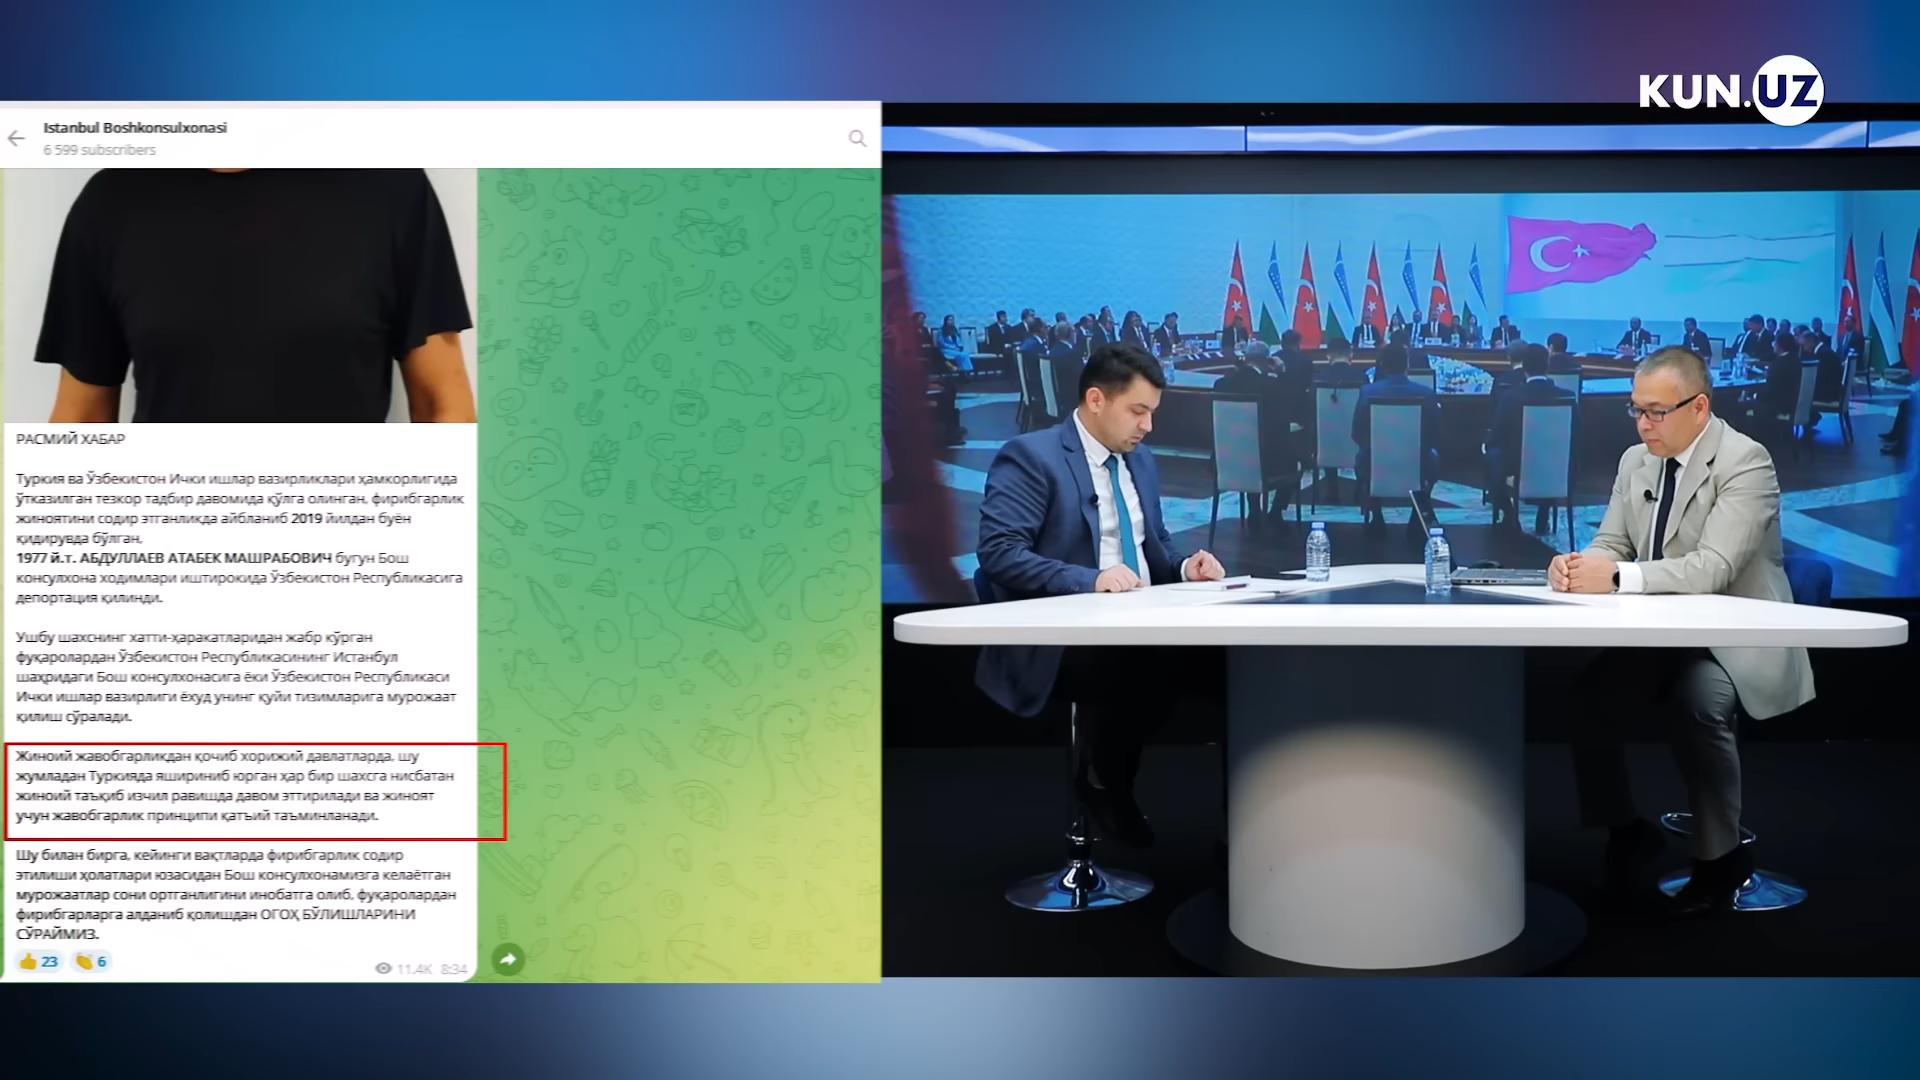 KUN.UZ
Istanbul Boshkonsulxonasi
6 599 subscribers
РАСМИЙ ХАБАР
Туркия ва Ўзбекистон Ички ишлар вазирликлари ҳамкорлигида
ўтказилган тезкор тадбир давомида қўлга олинган, фирибгарлик
жиноятини содир этганликда айбланиб 2019 йилдан буён
қидирувда бўлган,
1977 й.т. АБДУЛЛАЕВ АТАБЕК МАШРАБОВИЧ бугун Бош
консулхона ходимлари иштирокида Ўзбекистон Республикасига
депортация қилинди.
Ушбу шахснинг хатти-ҳаракатларидан жабр кўрган
фуқаролардан Ўзбекистон Республикасининг Истанбул
шаҳридаги Бош консулхонасига ёки Ўзбекистон Республикаси
Ички ишлар вазирлиги ёхуд унинг қуйи тизимларига мурожаат
қилиш сўралади.
Жиноий жавобгарликдан қочиб хорижий давлатларда, шу
жумладан Туркияда яшириниб юрган ҳар бир шахсга нисбатан
жиноий таъқиб изчил равишда давом эттирилади ва жиноят
учун жавобгарлик принципи қатъий таъминланади.
Шу билан бирга, кейинги вақтларда фирибгарлик содир
этилиши ҳолатлари юзасидан Бош консулхонамизга келаётган
мурожаатлар сони ортганлигини инобатга олиб, фуқаролардан
фирибгарларга алданиб қолишдан ОГОҲ БЎЛИШЛАРИНИ
СЎРАЙМИЗ.
23 6
11.4K 8:34